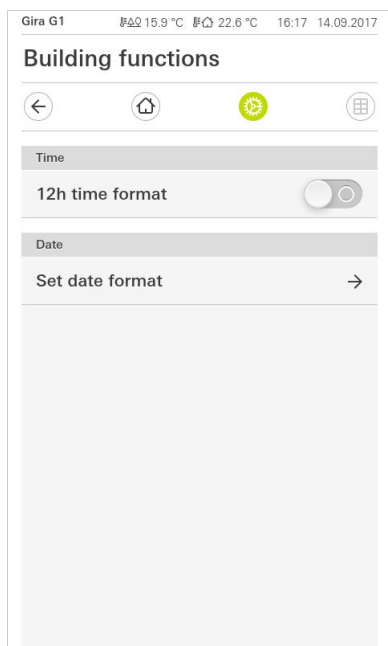 Gira G1 15.9 °C 22.6 °C 16:17 14.09.2017
Building functions
Time
12h time format
Date
Set date format